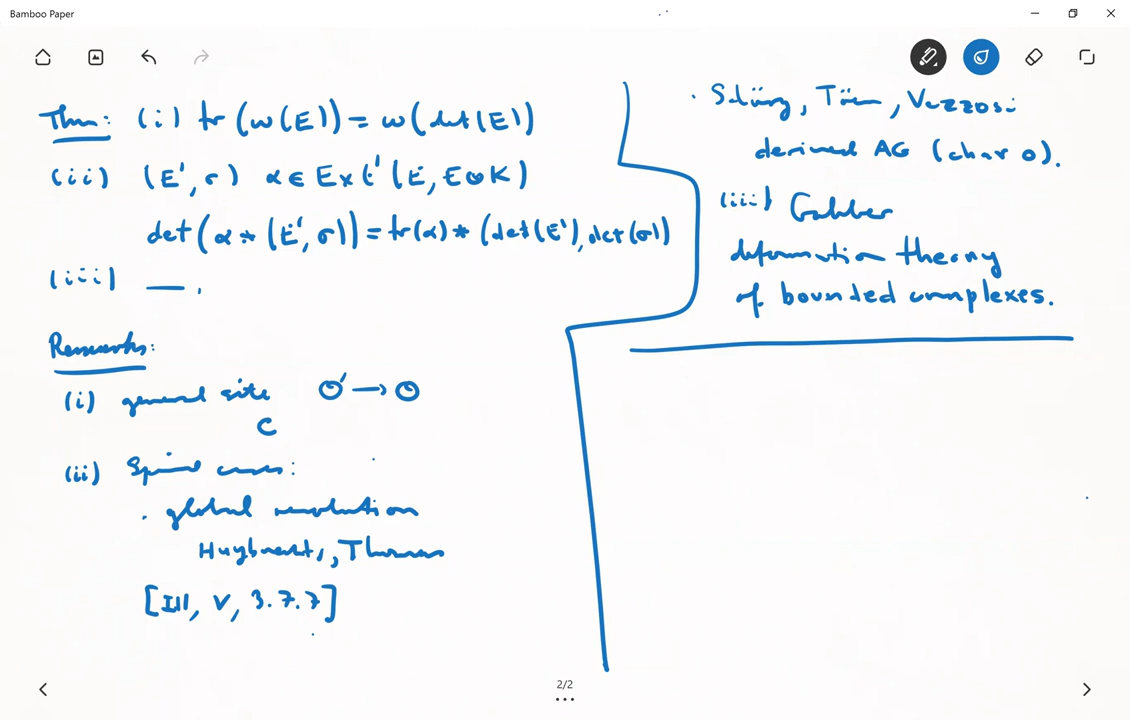 Bamboo Paper
Thm: (i) tr(ω(E)) = ω(det(E))
(ii) (E', σ) α ∈ Ext¹(E, E⊗K)
det(α * (E', σ)) = tr(α) * (det(E'), det(σ))
(iii) —.
Remarks:
(i) general site O' → O
C
(ii) Special cases:
· global resolution
Huybrechts, Thomas
[Ill, V, 3.7.7]
· Schürg, Töen, Vezzosi
derived AG (char 0).
(iii) Gabber
deformation theory
of bounded complexes.
2/2